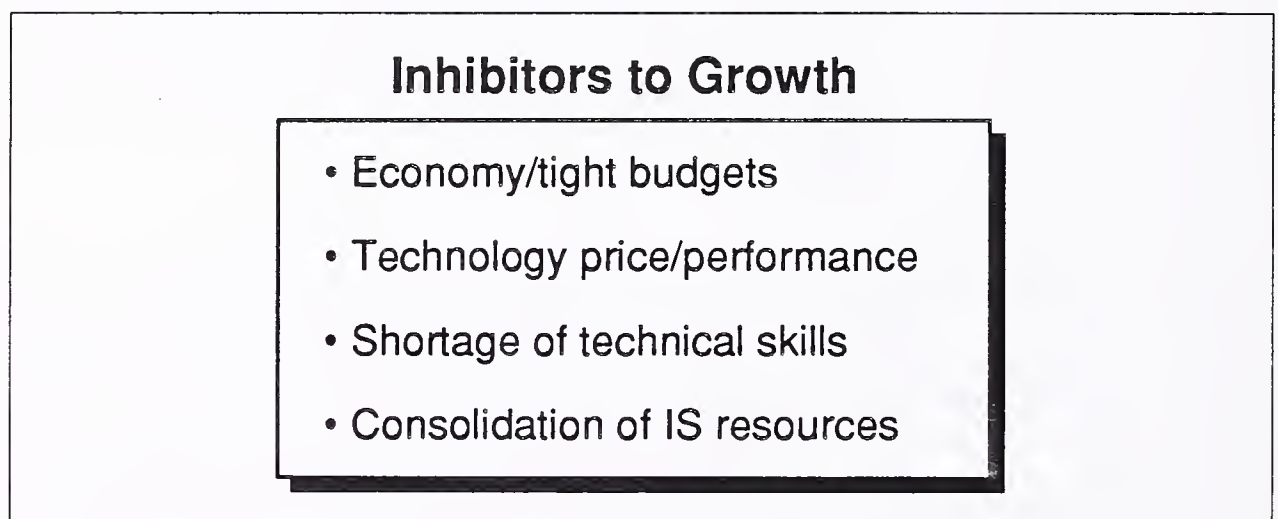 Inhibitors to Growth
• Economy/tight budgets
• Technology price/performance
• Shortage of technical skills
• Consolidation of IS resources